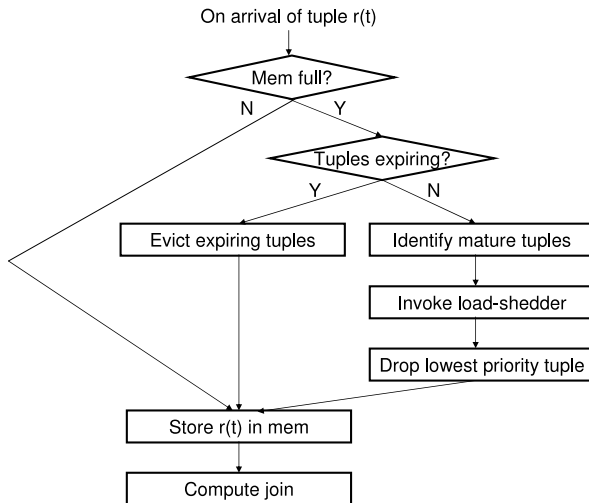 On arrival of tuple r(t)
Mem full?
N
Y
Tuples expiring?
Y
N
Evict expiring tuples
Identify mature tuples
Invoke load-shedder
Drop lowest priority tuple
Store r(t) in mem
Compute join